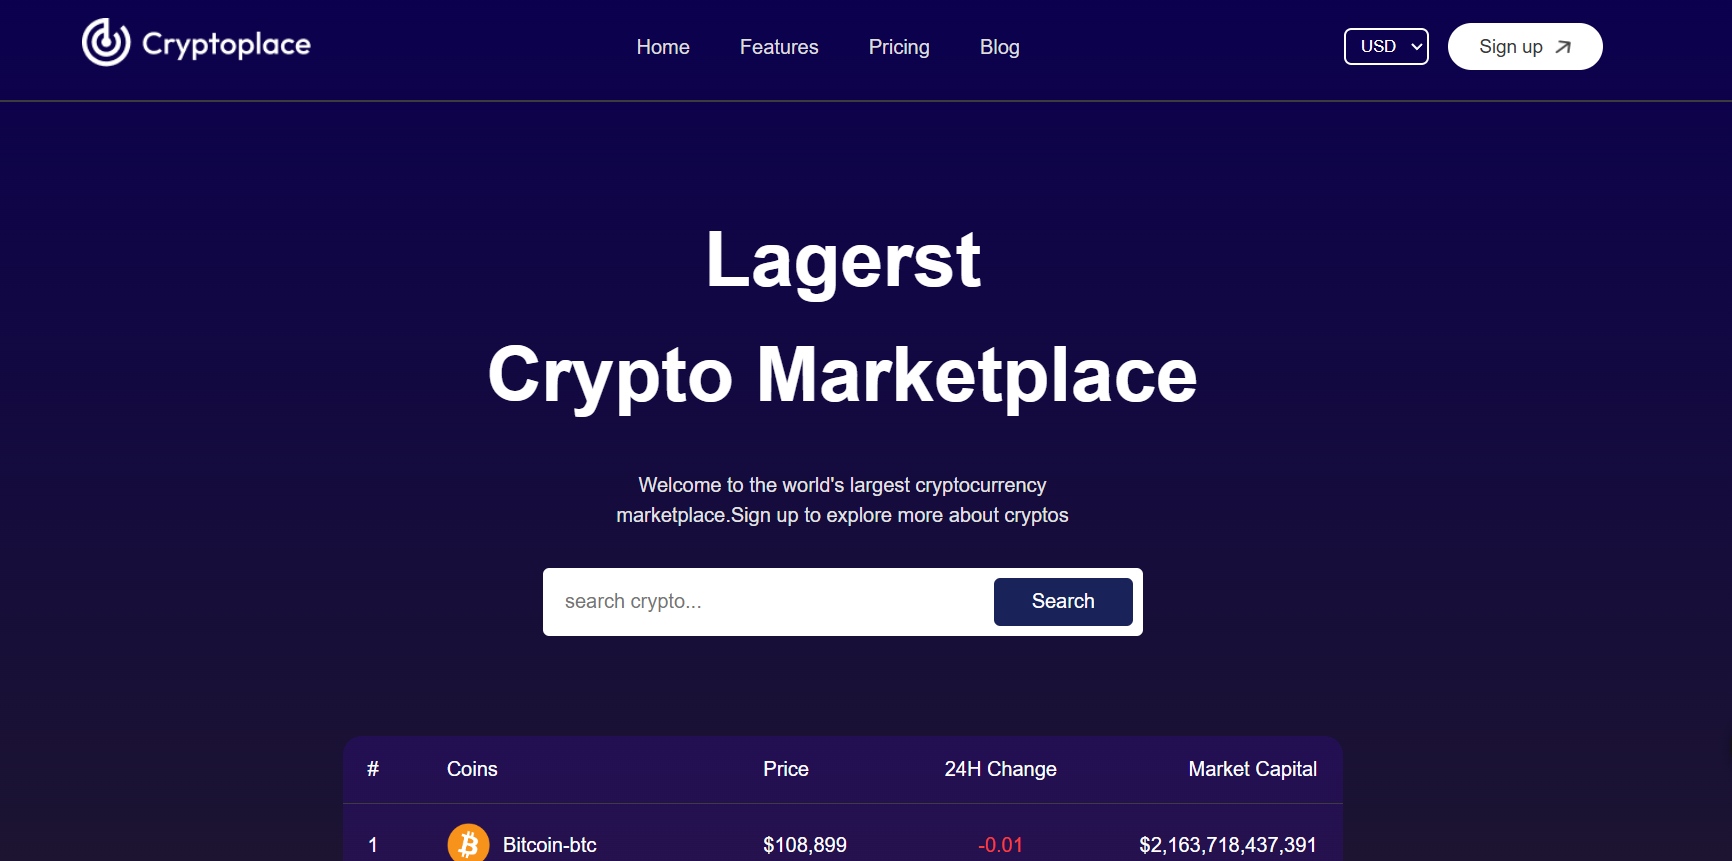 Cryptoplace Home Features Pricing Blog USD Sign up
Lagerst
Crypto Marketplace
Welcome to the world's largest cryptocurrency
marketplace.Sign up to explore more about cryptos
search crypto... Search
# Coins Price 24H Change Market Capital
1 Bitcoin-btc $108,899 -0.01 $2,163,718,437,391